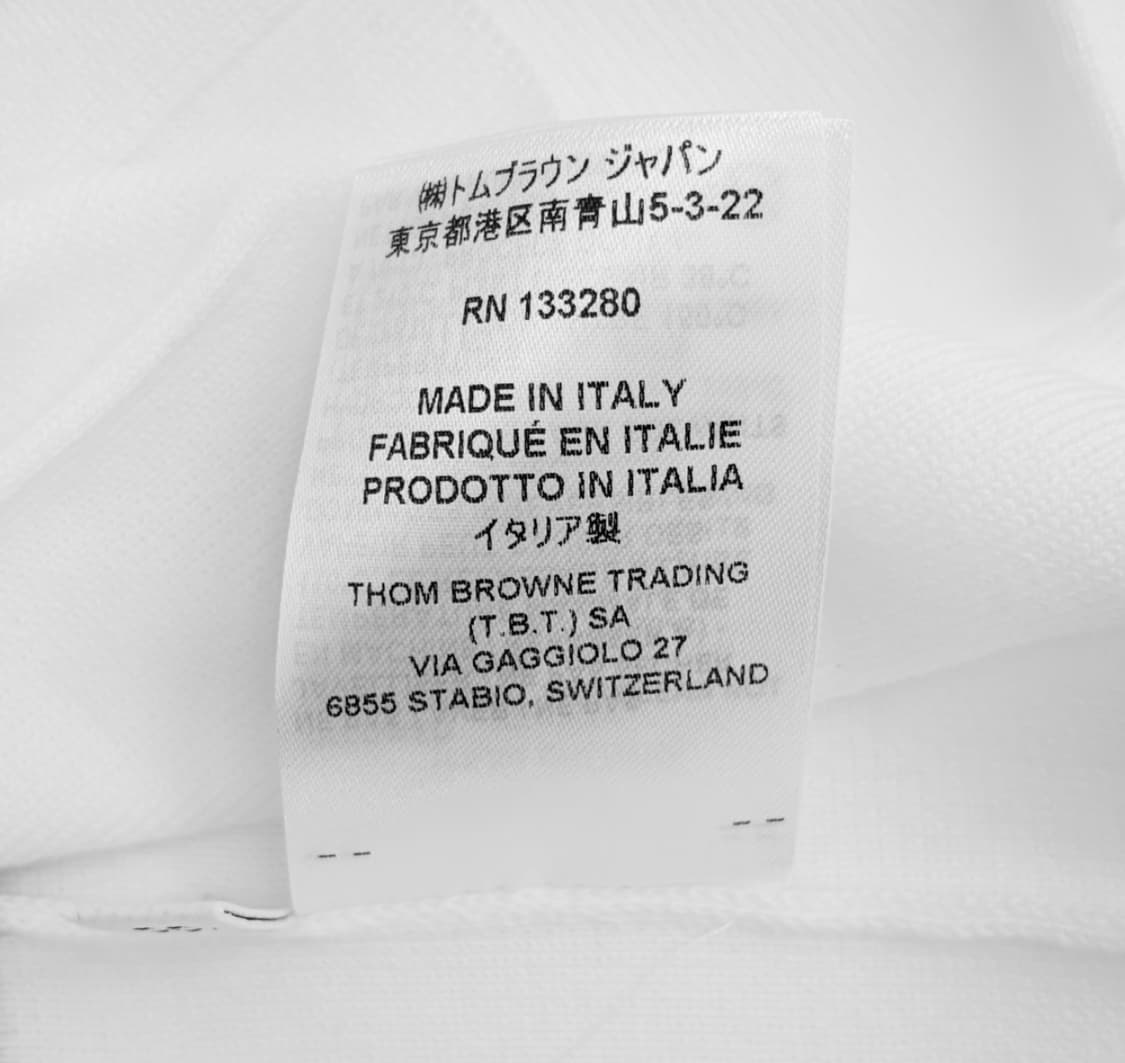 ㈱トムブラウン ジャパン
東京都港区南青山5-3-22
RN 133280
MADE IN ITALY
FABRIQUÉ EN ITALIE
PRODOTTO IN ITALIA
イタリア製
THOM BROWNE TRADING
(T.B.T.) SA
VIA GAGGIOLO 27
6855 STABIO, SWITZERLAND